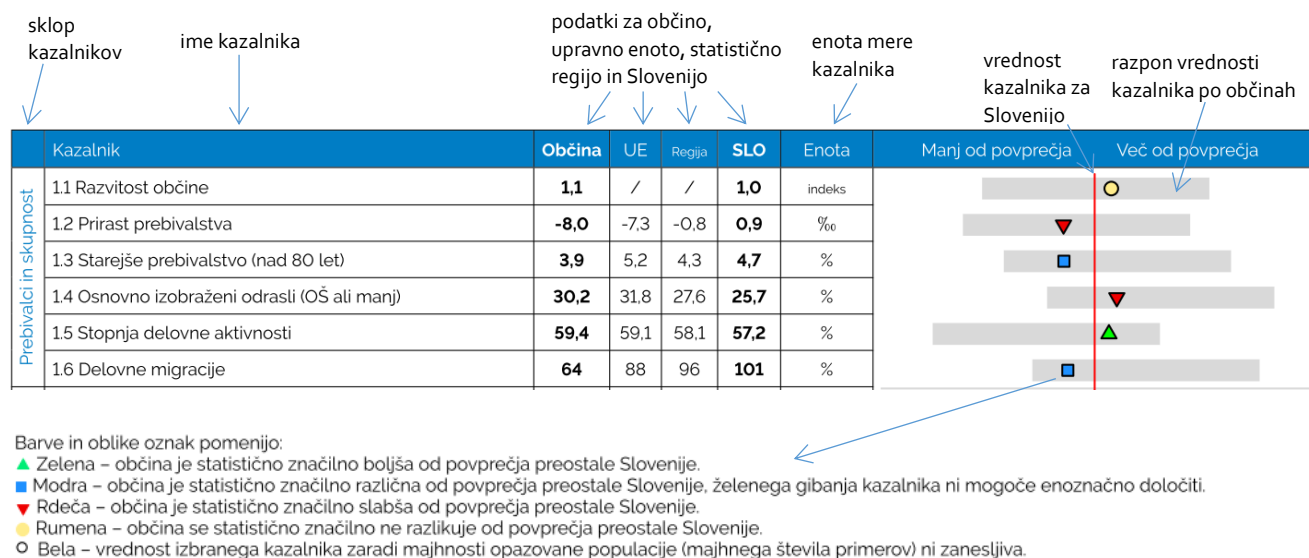 sklop
kazalnikov
ime kazalnika
podatki za občino,
upravno enoto, statistično
regijo in Slovenijo
enota mere
kazalnika
vrednost
kazalnika za
Slovenijo
razpon vrednosti
kazalnika po občinah
Kazalnik Občina UE Regija SLO Enota Manj od povprečja Več od povprečja
Prebivalci in skupnost
1.1 Razvitost občine 1,1 / / 1,0 indeks
1.2 Prirast prebivalstva -8,0 -7,3 -0,8 0,9 ‰
1.3 Starejše prebivalstvo (nad 80 let) 3,9 5,2 4,3 4,7 %
1.4 Osnovno izobraženi odrasli (OŠ ali manj) 30,2 31,8 27,6 25,7 %
1.5 Stopnja delovne aktivnosti 59,4 59,1 58,1 57,2 %
1.6 Delovne migracije 64 88 96 101 %
Barve in oblike oznak pomenijo:
Zelena – občina je statistično značilno boljša od povprečja preostale Slovenije.
Modra – občina je statistično značilno različna od povprečja preostale Slovenije, želenega gibanja kazalnika ni mogoče enoznačno določiti.
Rdeča – občina je statistično značilno slabša od povprečja preostale Slovenije.
Rumena – občina se statistično značilno ne razlikuje od povprečja preostale Slovenije.
Bela – vrednost izbranega kazalnika zaradi majhnosti opazovane populacije (majhnega števila primerov) ni zanesljiva.